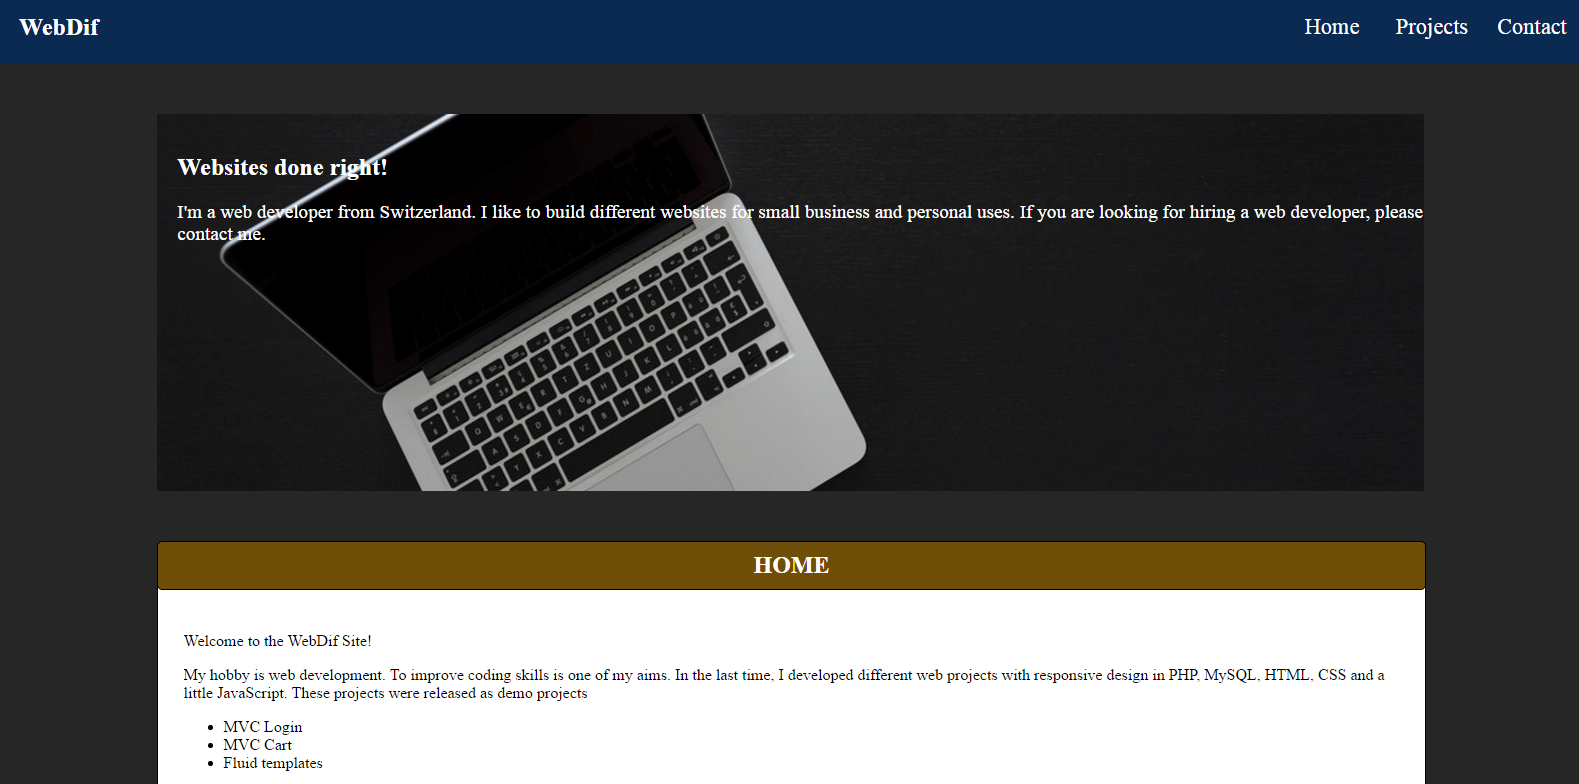 WebDif
Home Projects Contact
Websites done right!
I'm a web developer from Switzerland. I like to build different websites for small business and personal uses. If you are looking for hiring a web developer, please
contact me.
HOME
Welcome to the WebDif Site!
My hobby is web development. To improve coding skills is one of my aims. In the last time, I developed different web projects with responsive design in PHP, MySQL, HTML, CSS and a
little JavaScript. These projects were released as demo projects
MVC Login
MVC Cart
Fluid templates